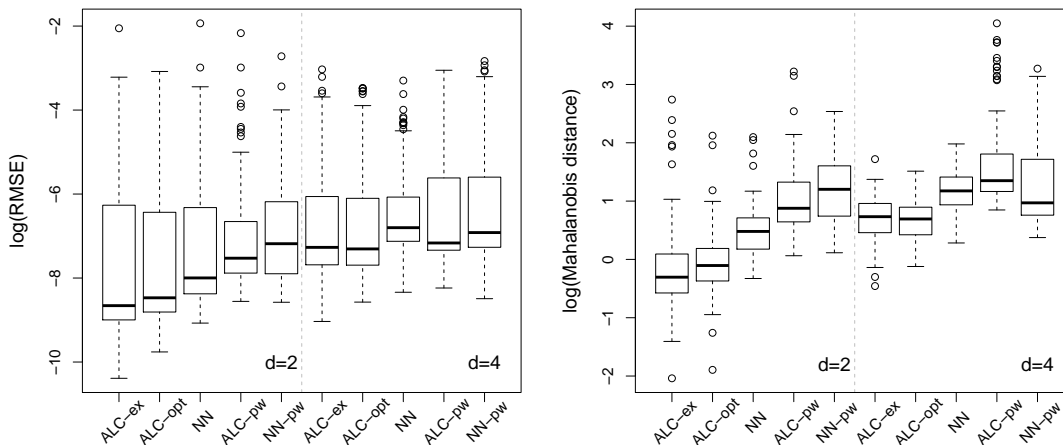 log(RMSE)
-2
-4
-6
-8
-10
d=2
d=4
ALC-ex
ALC-opt
NN
ALC-pw
NN-pw
ALC-ex
ALC-opt
NN
ALC-pw
NN-pw
log(Mahalanobis distance)
4
3
2
1
0
-1
-2
d=2
d=4
ALC-ex
ALC-opt
NN
ALC-pw
NN-pw
ALC-ex
ALC-opt
NN
ALC-pw
NN-pw